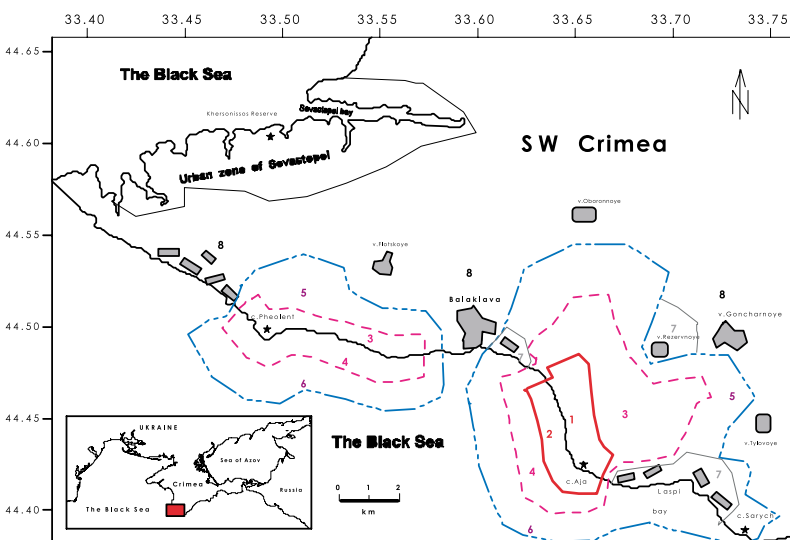 33.40 33.45 33.50 33.55 33.60 33.65 33.70 33.75
44.65
The Black Sea
N
Khersonissos Reserve
Sevastopol bay
44.60
SW Crimea
Urban zone of Sevastopol
v.Oboronnoye
44.55
8
v.Flotskoye
8
5
8
Balaklava
v.Goncharnoye
c.Pheolent
44.50
3
7
v.Rezervnoye
7
4
6
5
44.45
1
3
2
The Black Sea
v.Tylovoye
UKRAINE
Sea of Azov
Crimea
Russia
The Black Sea
0 1 2
km
4
c.Aja
7
Laspi
bay
44.40
c.Sarych
6